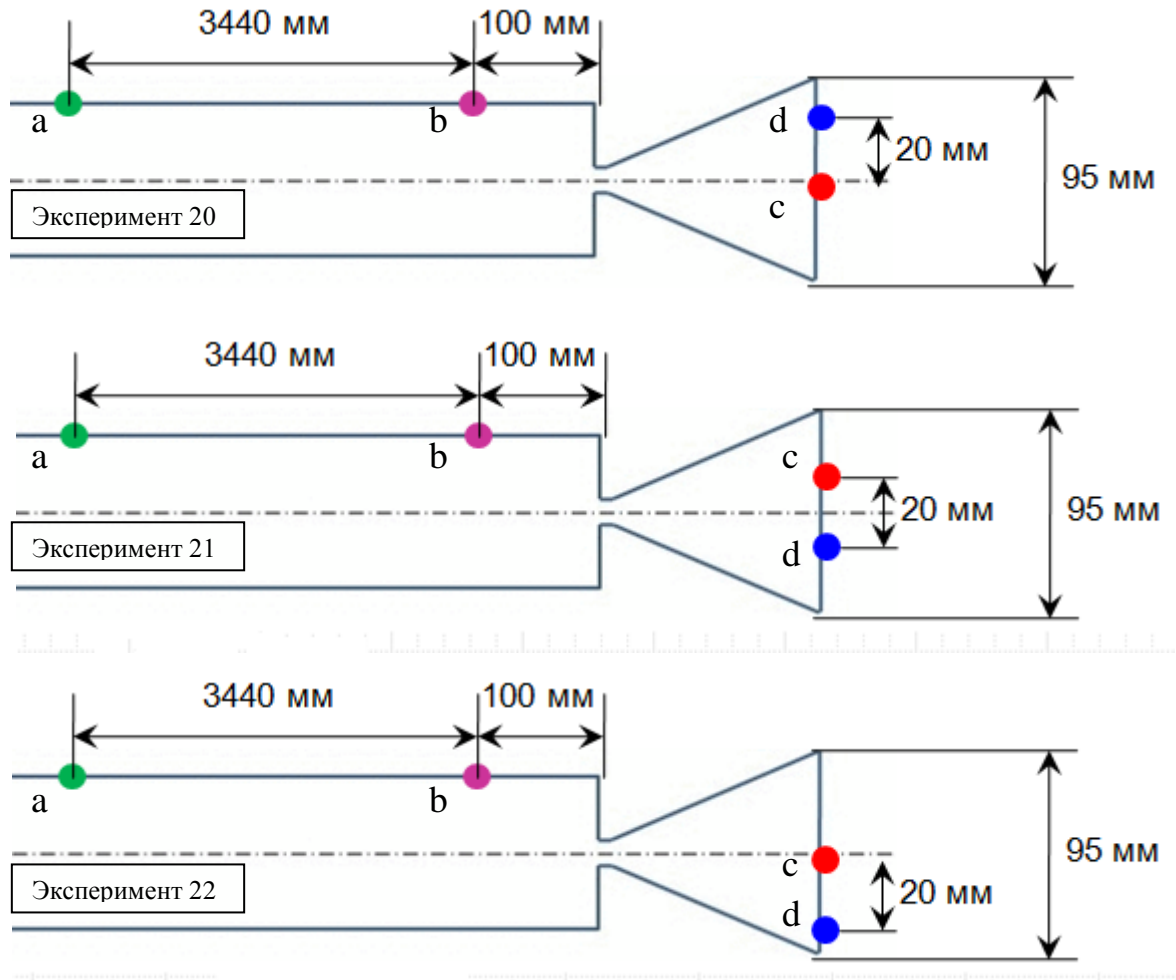 3440 мм 100 мм
a b d
20 мм
95 мм
c
Эксперимент 20
3440 мм 100 мм
a b c
20 мм 95 мм
d
Эксперимент 21
3440 мм 100 мм
a b
c
95 мм
Эксперимент 22
20 мм
d